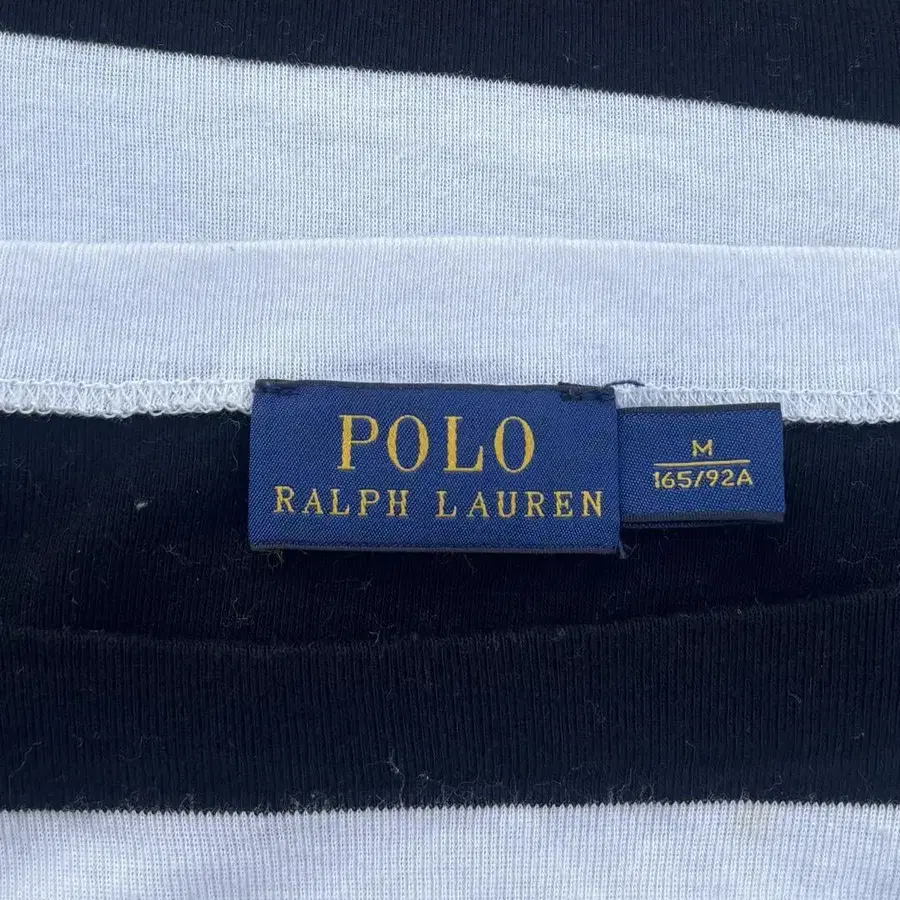 POLO
RALPH LAUREN
M
165/92A